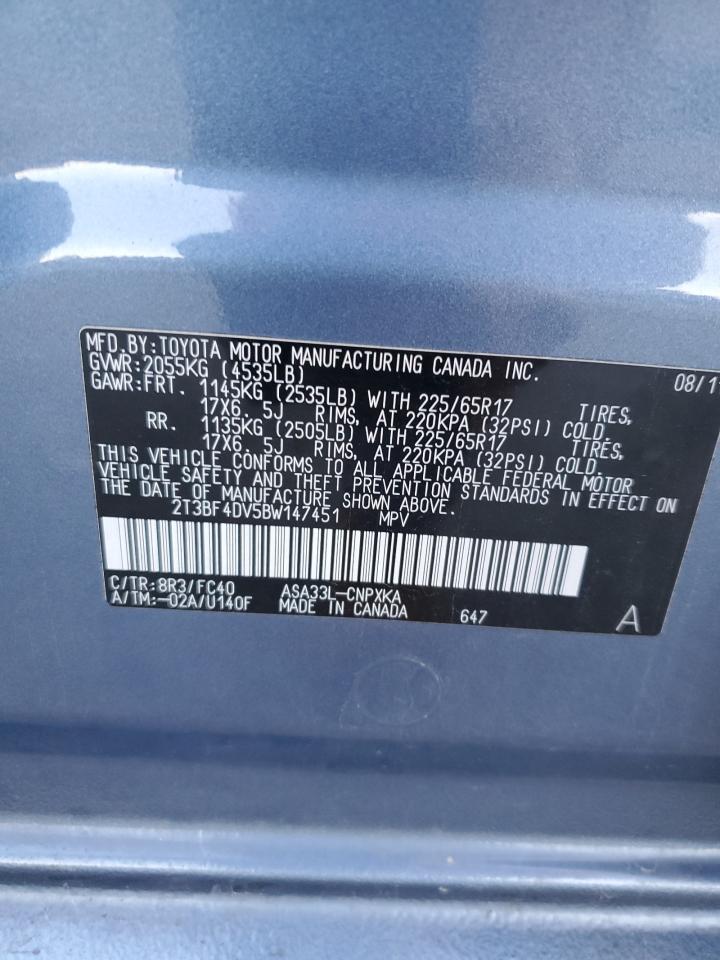 MFD.BY:TOYOTA MOTOR MANUFACTURING CANADA INC. 08/1
GVWR:2055KG (4535LB)
GAWR:FRT. 1145KG (2535LB) WITH 225/65R17 TIRES,
17X6. 5J RIMS, AT 220KPA (32PSI) COLD.
RR. 1135KG (2505LB) WITH 225/65R17 TIRES,
17X6. 5J RIMS, AT 220KPA (32PSI) COLD.
THIS VEHICLE CONFORMS TO ALL APPLICABLE FEDERAL MOTOR
VEHICLE SAFETY AND THEFT PREVENTION STANDARDS IN EFFECT ON
THE DATE OF MANUFACTURE SHOWN ABOVE.
2T3BF4DV5BW147451 MPV
C/TR:8R3/FC40 ASA33L-CNPXKA
A/TM:-02A/U140F MADE IN CANADA 647 A